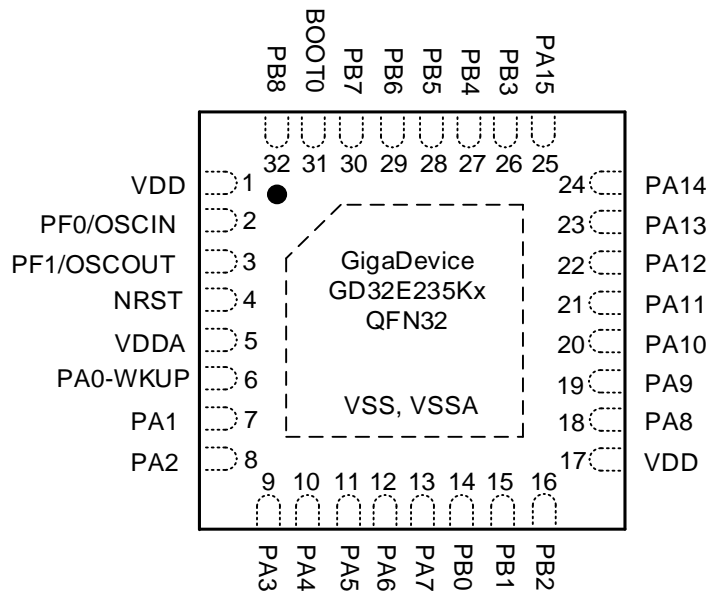 PB8
BOOT0
PB7
PB6
PB5
PB4
PB3
PA15
32
31
30
29
28
27
26
25
VDD
1
PF0/OSCIN
2
PF1/OSCOUT
3
NRST
4
VDDA
5
PA0-WKUP
6
PA1
7
PA2
8
GigaDevice
GD32E235Kx
QFN32
VSS, VSSA
24
PA14
23
PA13
22
PA12
21
PA11
20
PA10
19
PA9
18
PA8
17
VDD
9
10
11
12
13
14
15
16
PA3
PA4
PA5
PA6
PA7
PB0
PB1
PB2